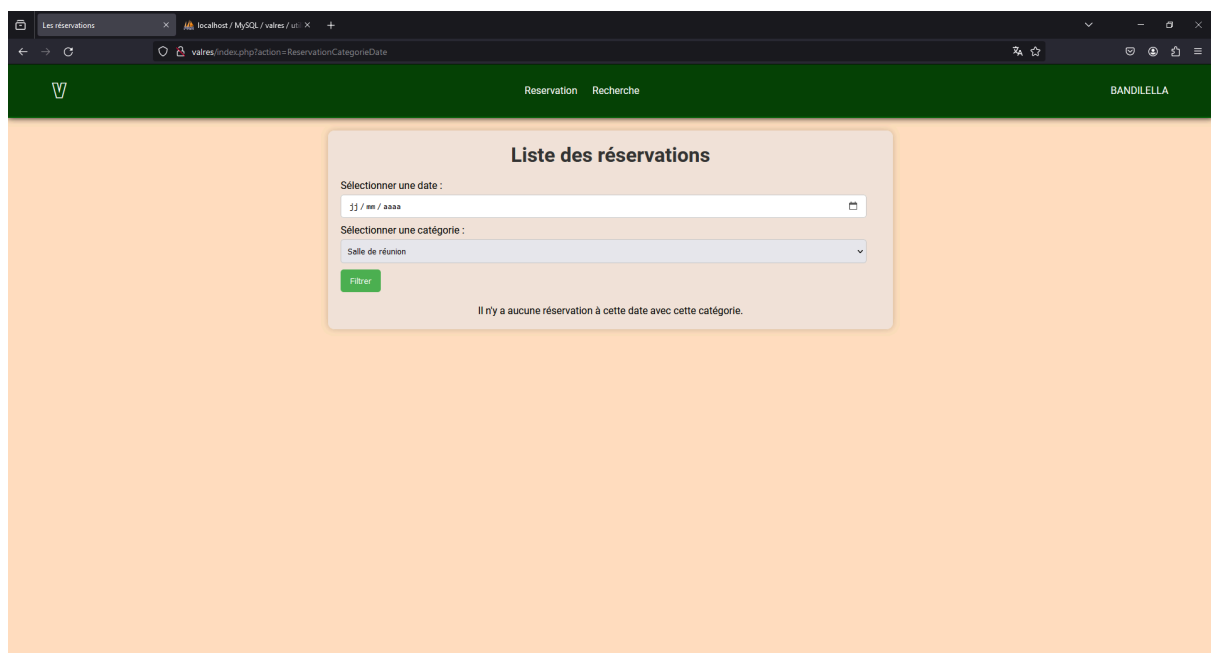 Les réservations
localhost / MySQL / valres / uti
valres/index.php?action=ReservationCategorieDate
V
Reservation Recherche
BANDILELLA
Liste des réservations
Sélectionner une date :
jj / mm / aaaa
Sélectionner une catégorie :
Salle de réunion
Filtrer
Il n'y a aucune réservation à cette date avec cette catégorie.